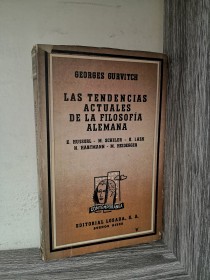 GEORGES GURVITCH
LAS TENDENCIAS
ACTUALES
DE LA FILOSOFIA
ALEMANA
E. HUSSERL - M. SCHELER - E. LASK
N. HARTMANN - M. HEIDEGGER
EDITORIAL LOSADA, S. A.
BUENOS AIRES